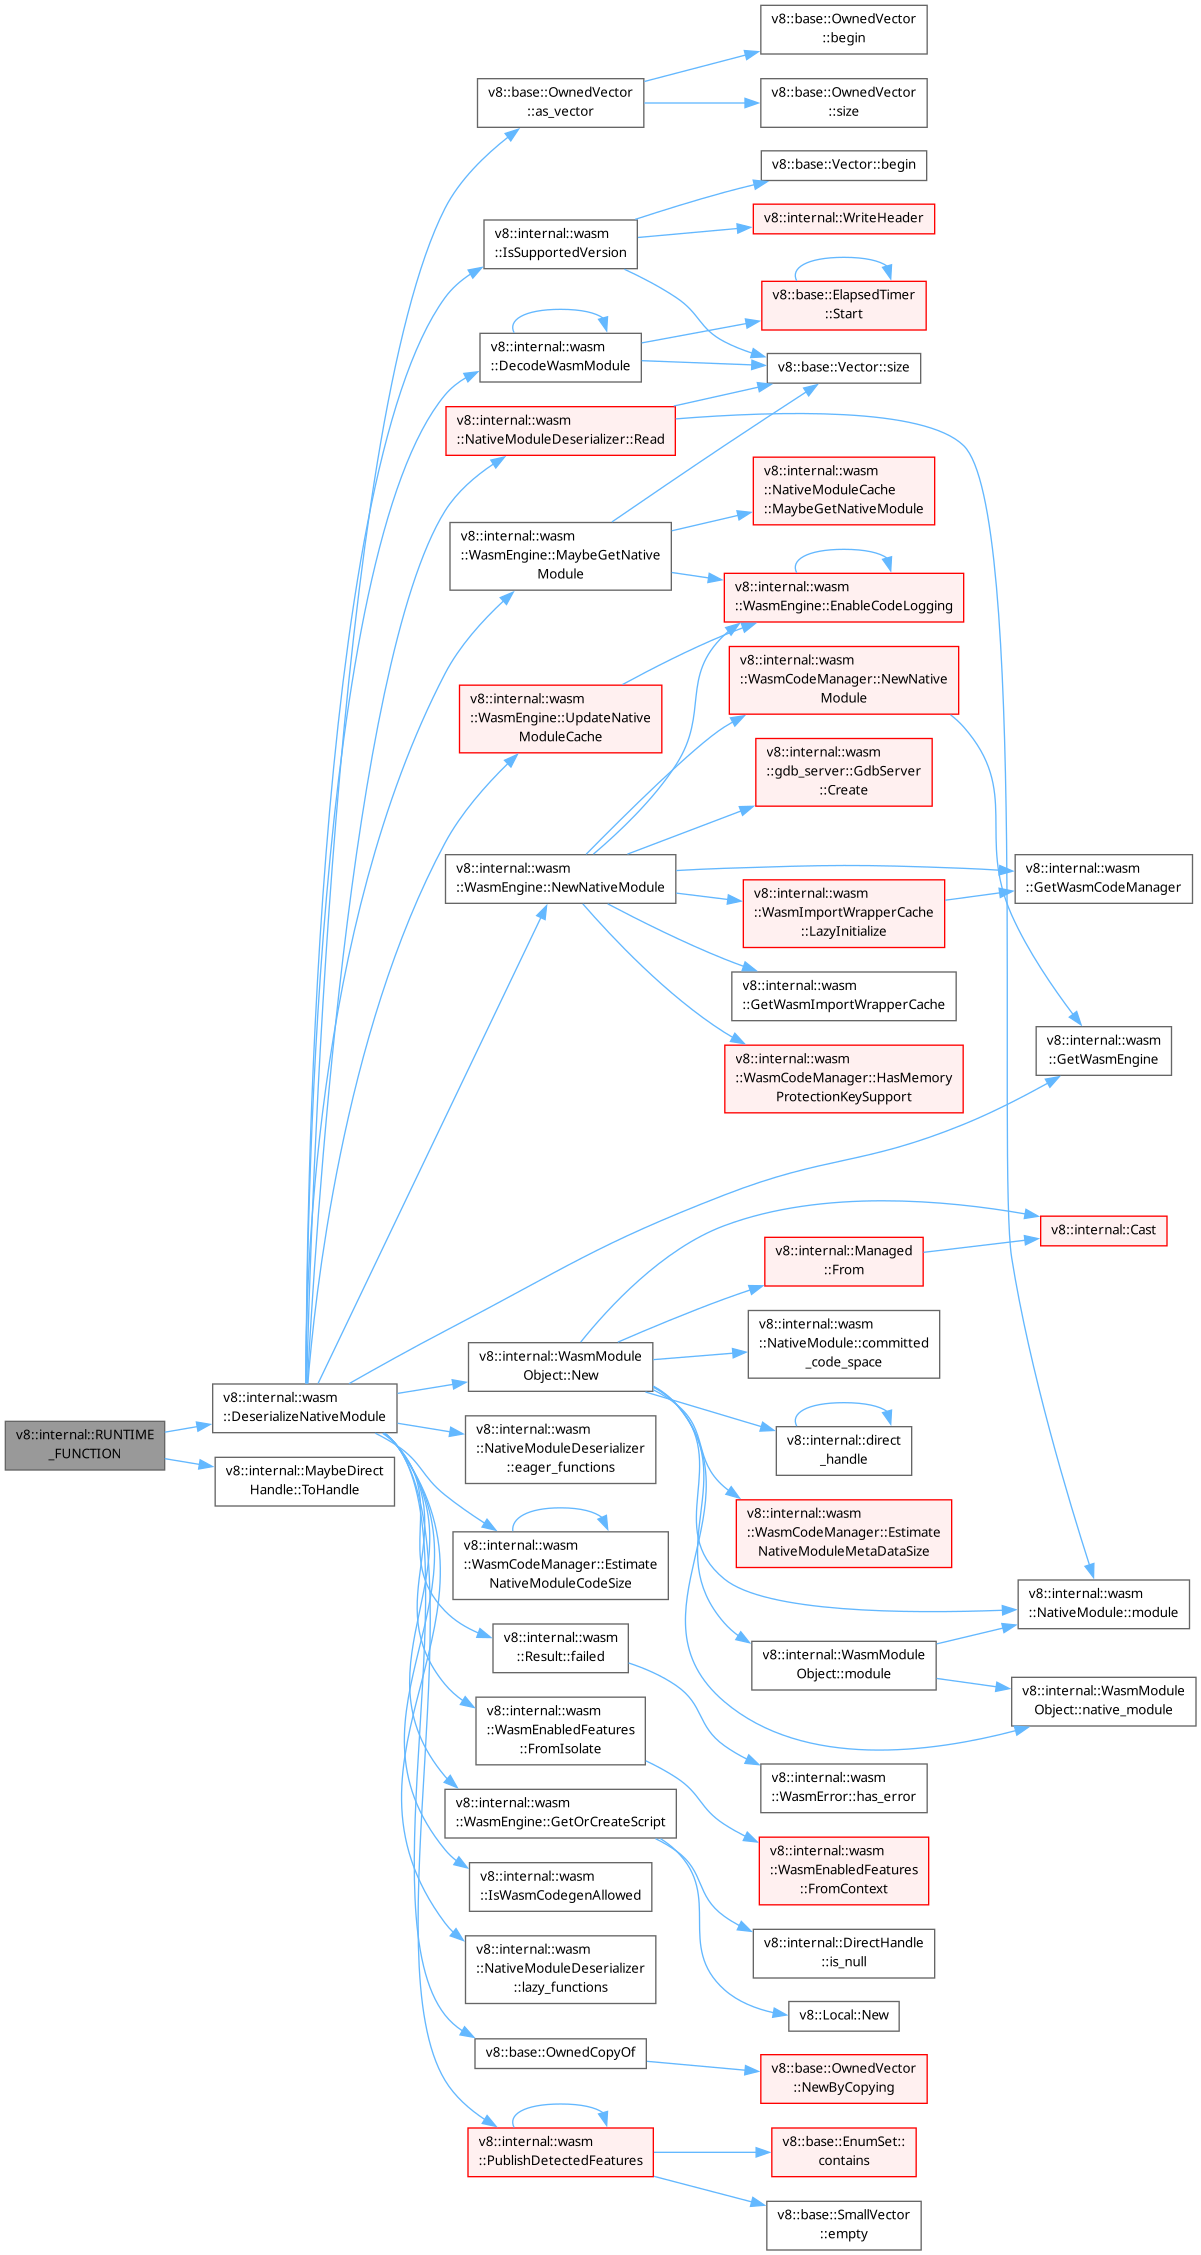 v8::base::OwnedVector
::begin
v8::base::OwnedVector
::as_vector
v8::base::OwnedVector
::size
v8::base::Vector::begin
v8::internal::WriteHeader
v8::internal::wasm
::IsSupportedVersion
v8::base::ElapsedTimer
::Start
v8::internal::wasm
::DecodeWasmModule
v8::base::Vector::size
v8::internal::wasm
::NativeModuleDeserializer::Read
v8::internal::wasm
::NativeModuleCache
::MaybeGetNativeModule
v8::internal::wasm
::WasmEngine::MaybeGetNative
Module
v8::internal::wasm
::WasmEngine::EnableCodeLogging
v8::internal::wasm
::WasmCodeManager::NewNative
Module
v8::internal::wasm
::WasmEngine::UpdateNative
ModuleCache
v8::internal::wasm
::gdb_server::GdbServer
::Create
v8::internal::wasm
::WasmEngine::NewNativeModule
v8::internal::wasm
::GetWasmCodeManager
v8::internal::wasm
::WasmImportWrapperCache
::LazyInitialize
v8::internal::wasm
::GetWasmImportWrapperCache
v8::internal::wasm
::GetWasmEngine
v8::internal::wasm
::WasmCodeManager::HasMemory
ProtectionKeySupport
v8::internal::Cast
v8::internal::Managed
::From
v8::internal::wasm
::NativeModule::committed
_code_space
v8::internal::WasmModule
Object::New
v8::internal::wasm
::DeserializeNativeModule
v8::internal::RUNTIME
_FUNCTION
v8::internal::wasm
::NativeModuleDeserializer
::eager_functions
v8::internal::direct
_handle
v8::internal::MaybeDirect
Handle::ToHandle
v8::internal::wasm
::WasmCodeManager::Estimate
NativeModuleMetaDataSize
v8::internal::wasm
::WasmCodeManager::Estimate
NativeModuleCodeSize
v8::internal::wasm
::NativeModule::module
v8::internal::wasm
::Result::failed
v8::internal::WasmModule
Object::module
v8::internal::WasmModule
Object::native_module
v8::internal::wasm
::WasmEnabledFeatures
::FromIsolate
v8::internal::wasm
::WasmError::has_error
v8::internal::wasm
::WasmEngine::GetOrCreateScript
v8::internal::wasm
::WasmEnabledFeatures
::FromContext
v8::internal::wasm
::IsWasmCodegenAllowed
v8::internal::DirectHandle
::is_null
v8::internal::wasm
::NativeModuleDeserializer
::lazy_functions
v8::Local::New
v8::base::OwnedCopyOf
v8::base::OwnedVector
::NewByCopying
v8::internal::wasm
::PublishDetectedFeatures
v8::base::EnumSet::
contains
v8::base::SmallVector
::empty